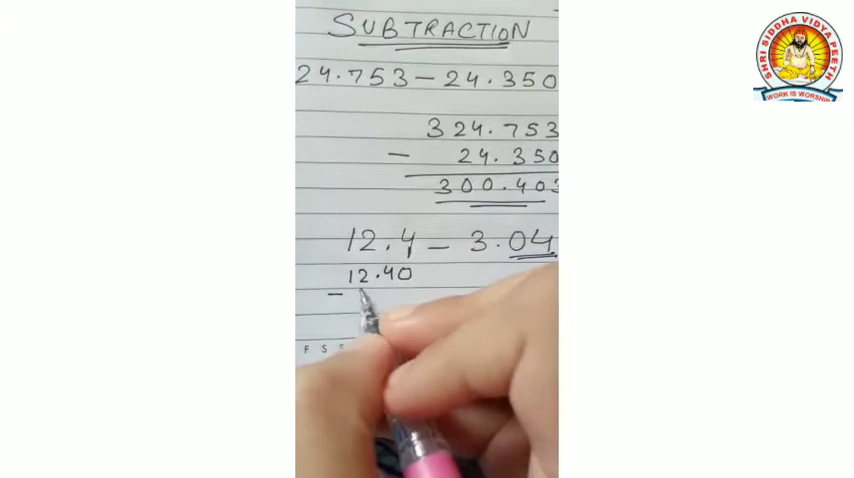 SUBTRACTION
24.753 - 24.350
324.753
- 24.350
300.403
12.4 - 3.04
12.40
-
F S S
SHRI SIDDHA VIDYA PEETH
WORK IS WORSHIP